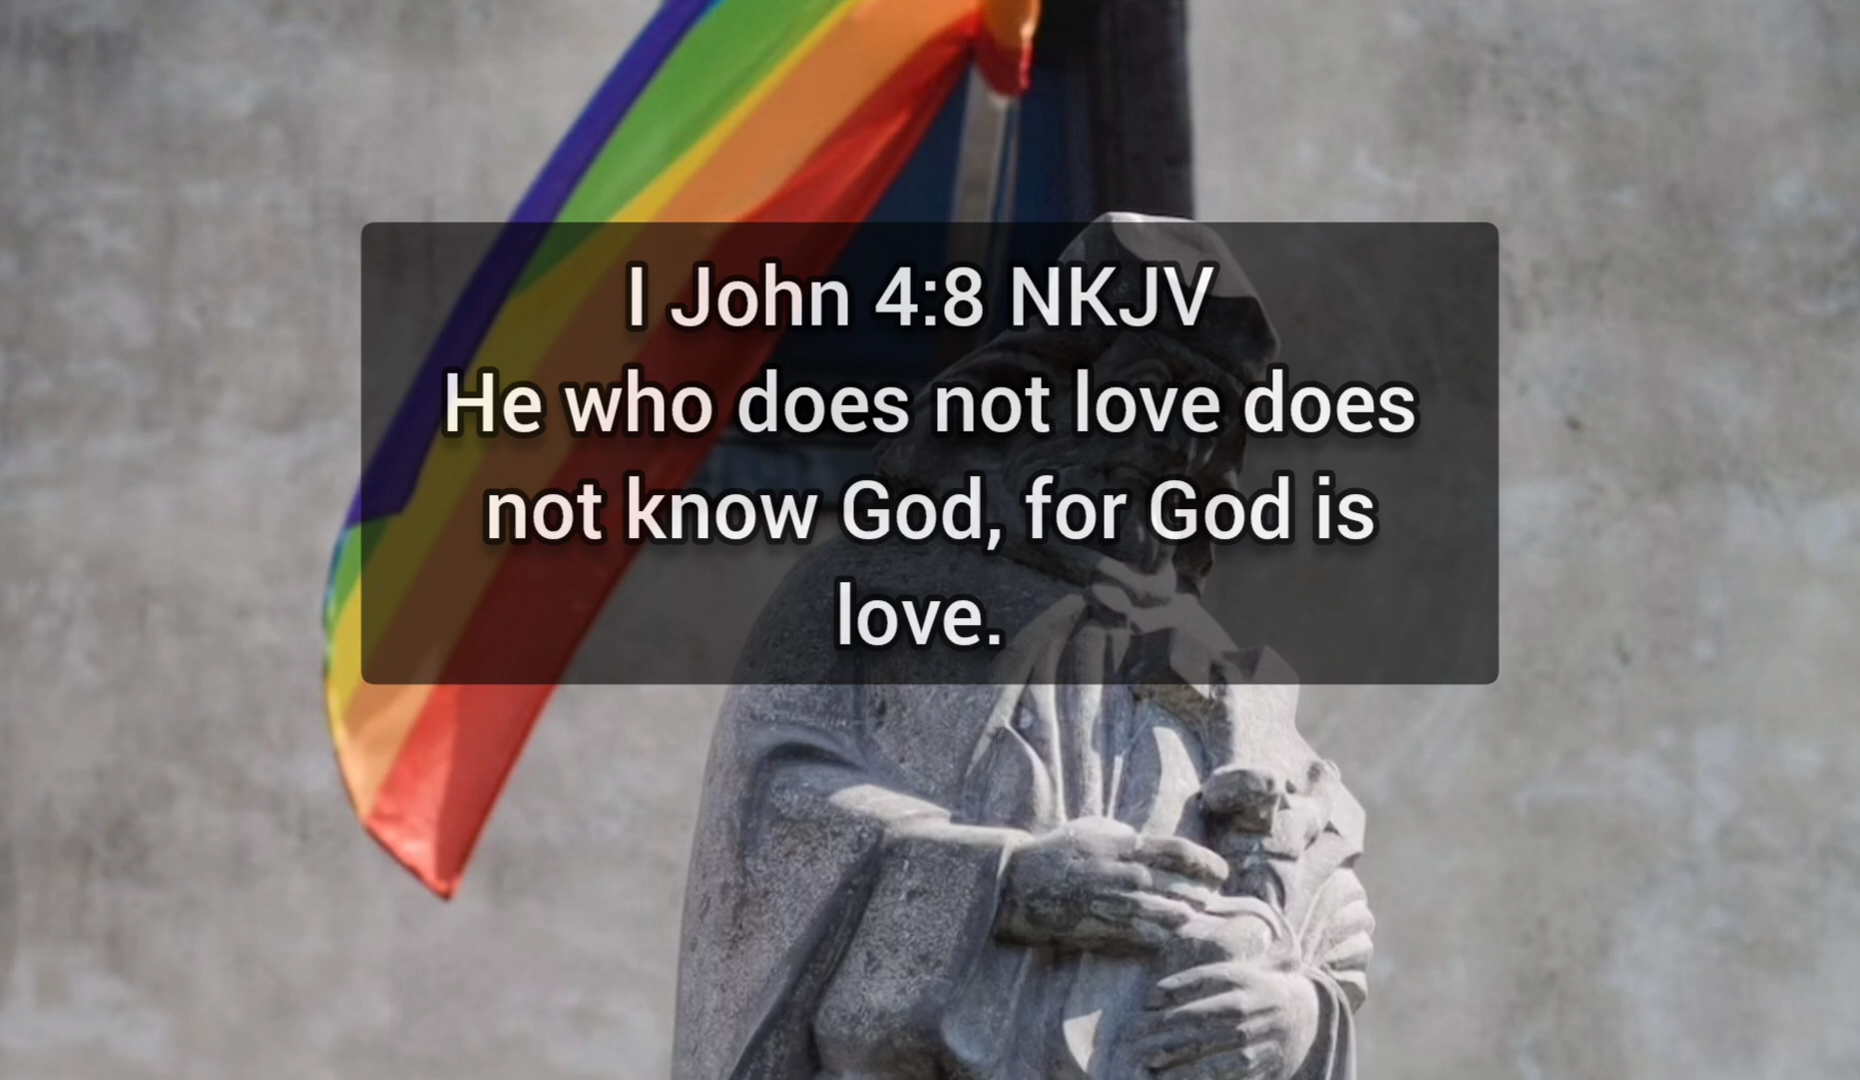 I John 4:8 NKJV
He who does not love does
not know God, for God is
love.